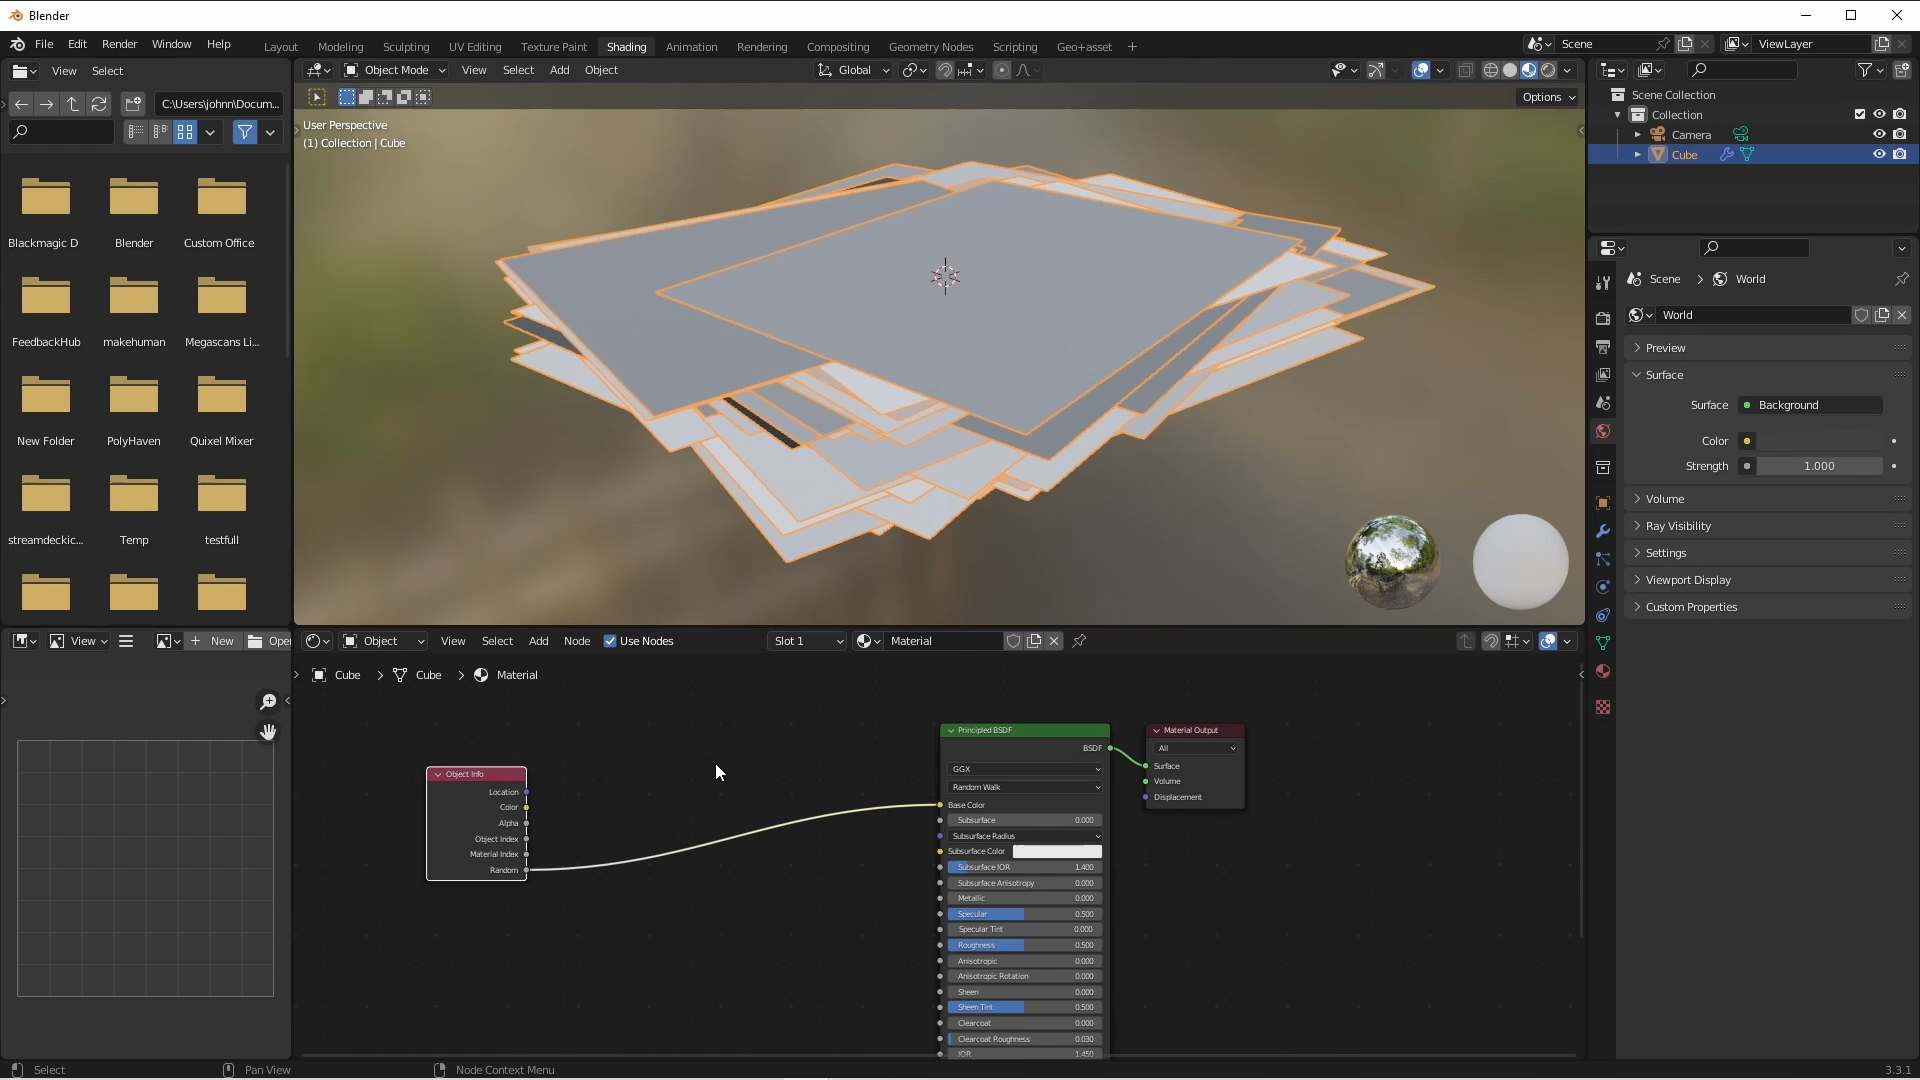 Blender
File Edit Render Window Help
Layout Modeling Sculpting UV Editing Texture Paint Shading Animation Rendering Compositing Geometry Nodes Scripting Geo+asset +
Scene
ViewLayer
View Select
Object Mode View Select Add Object
Global
C:\Users\johnn\Docum...
Options
User Perspective
(1) Collection | Cube
Scene Collection
Collection
Camera
Cube
Blackmagic D Blender Custom Office
FeedbackHub makehuman Megascans Li...
New Folder PolyHaven Quixel Mixer
streamdeckic... Temp testfull
Scene > World
World
Preview
Surface
Surface Background
Color
Strength 1.000
Volume
Ray Visibility
Settings
Viewport Display
Custom Properties
View New Open
Object View Select Add Node Use Nodes
Slot 1
Material
Cube > Cube > Material
Object Info
Location
Color
Alpha
Object Index
Material Index
Random
Principled BSDF
BSDF
GGX
Random Walk
Base Color
Subsurface 0.000
Subsurface Radius
Subsurface Color
Subsurface IOR 1.400
Subsurface Anisotropy 0.000
Metallic 0.000
Specular 0.500
Specular Tint 0.000
Roughness 0.500
Anisotropic 0.000
Anisotropic Rotation 0.000
Sheen 0.000
Sheen Tint 0.500
Clearcoat 0.000
Clearcoat Roughness 0.030
IOR 1.450
Material Output
All
Surface
Volume
Displacement
Select
Pan View
Node Context Menu
3.3.1